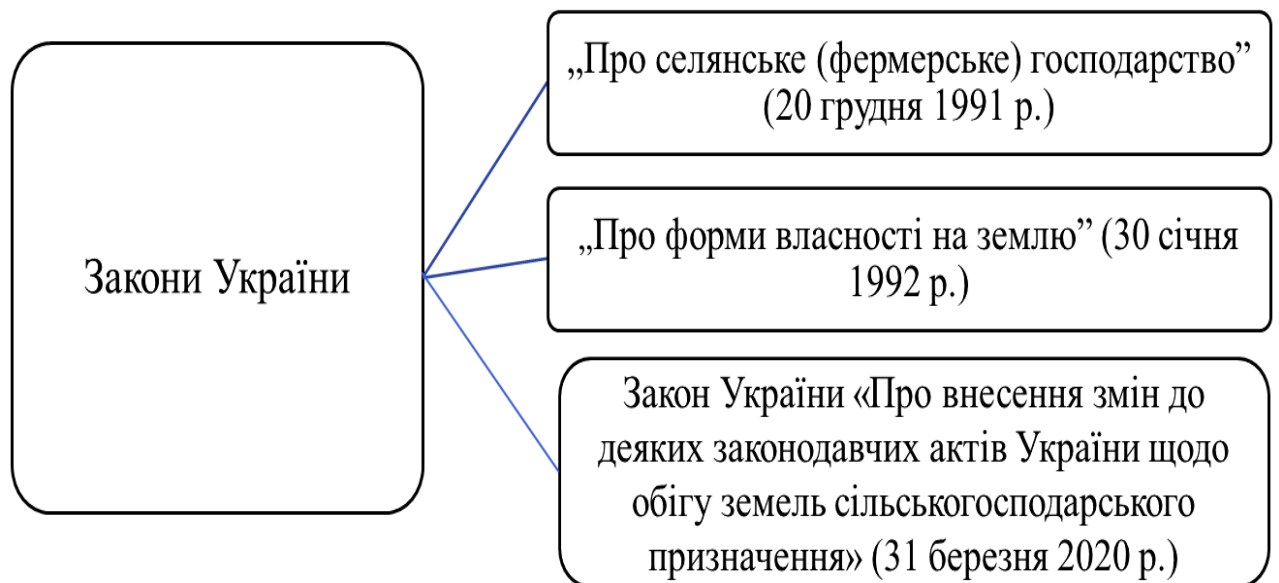 Закони України
„Про селянське (фермерське) господарство”
(20 грудня 1991 р.)
„Про форми власності на землю” (30 січня
1992 р.)
Закон України «Про внесення змін до
деяких законодавчих актів України щодо
обігу земель сільськогосподарського
призначення» (31 березня 2020 р.)